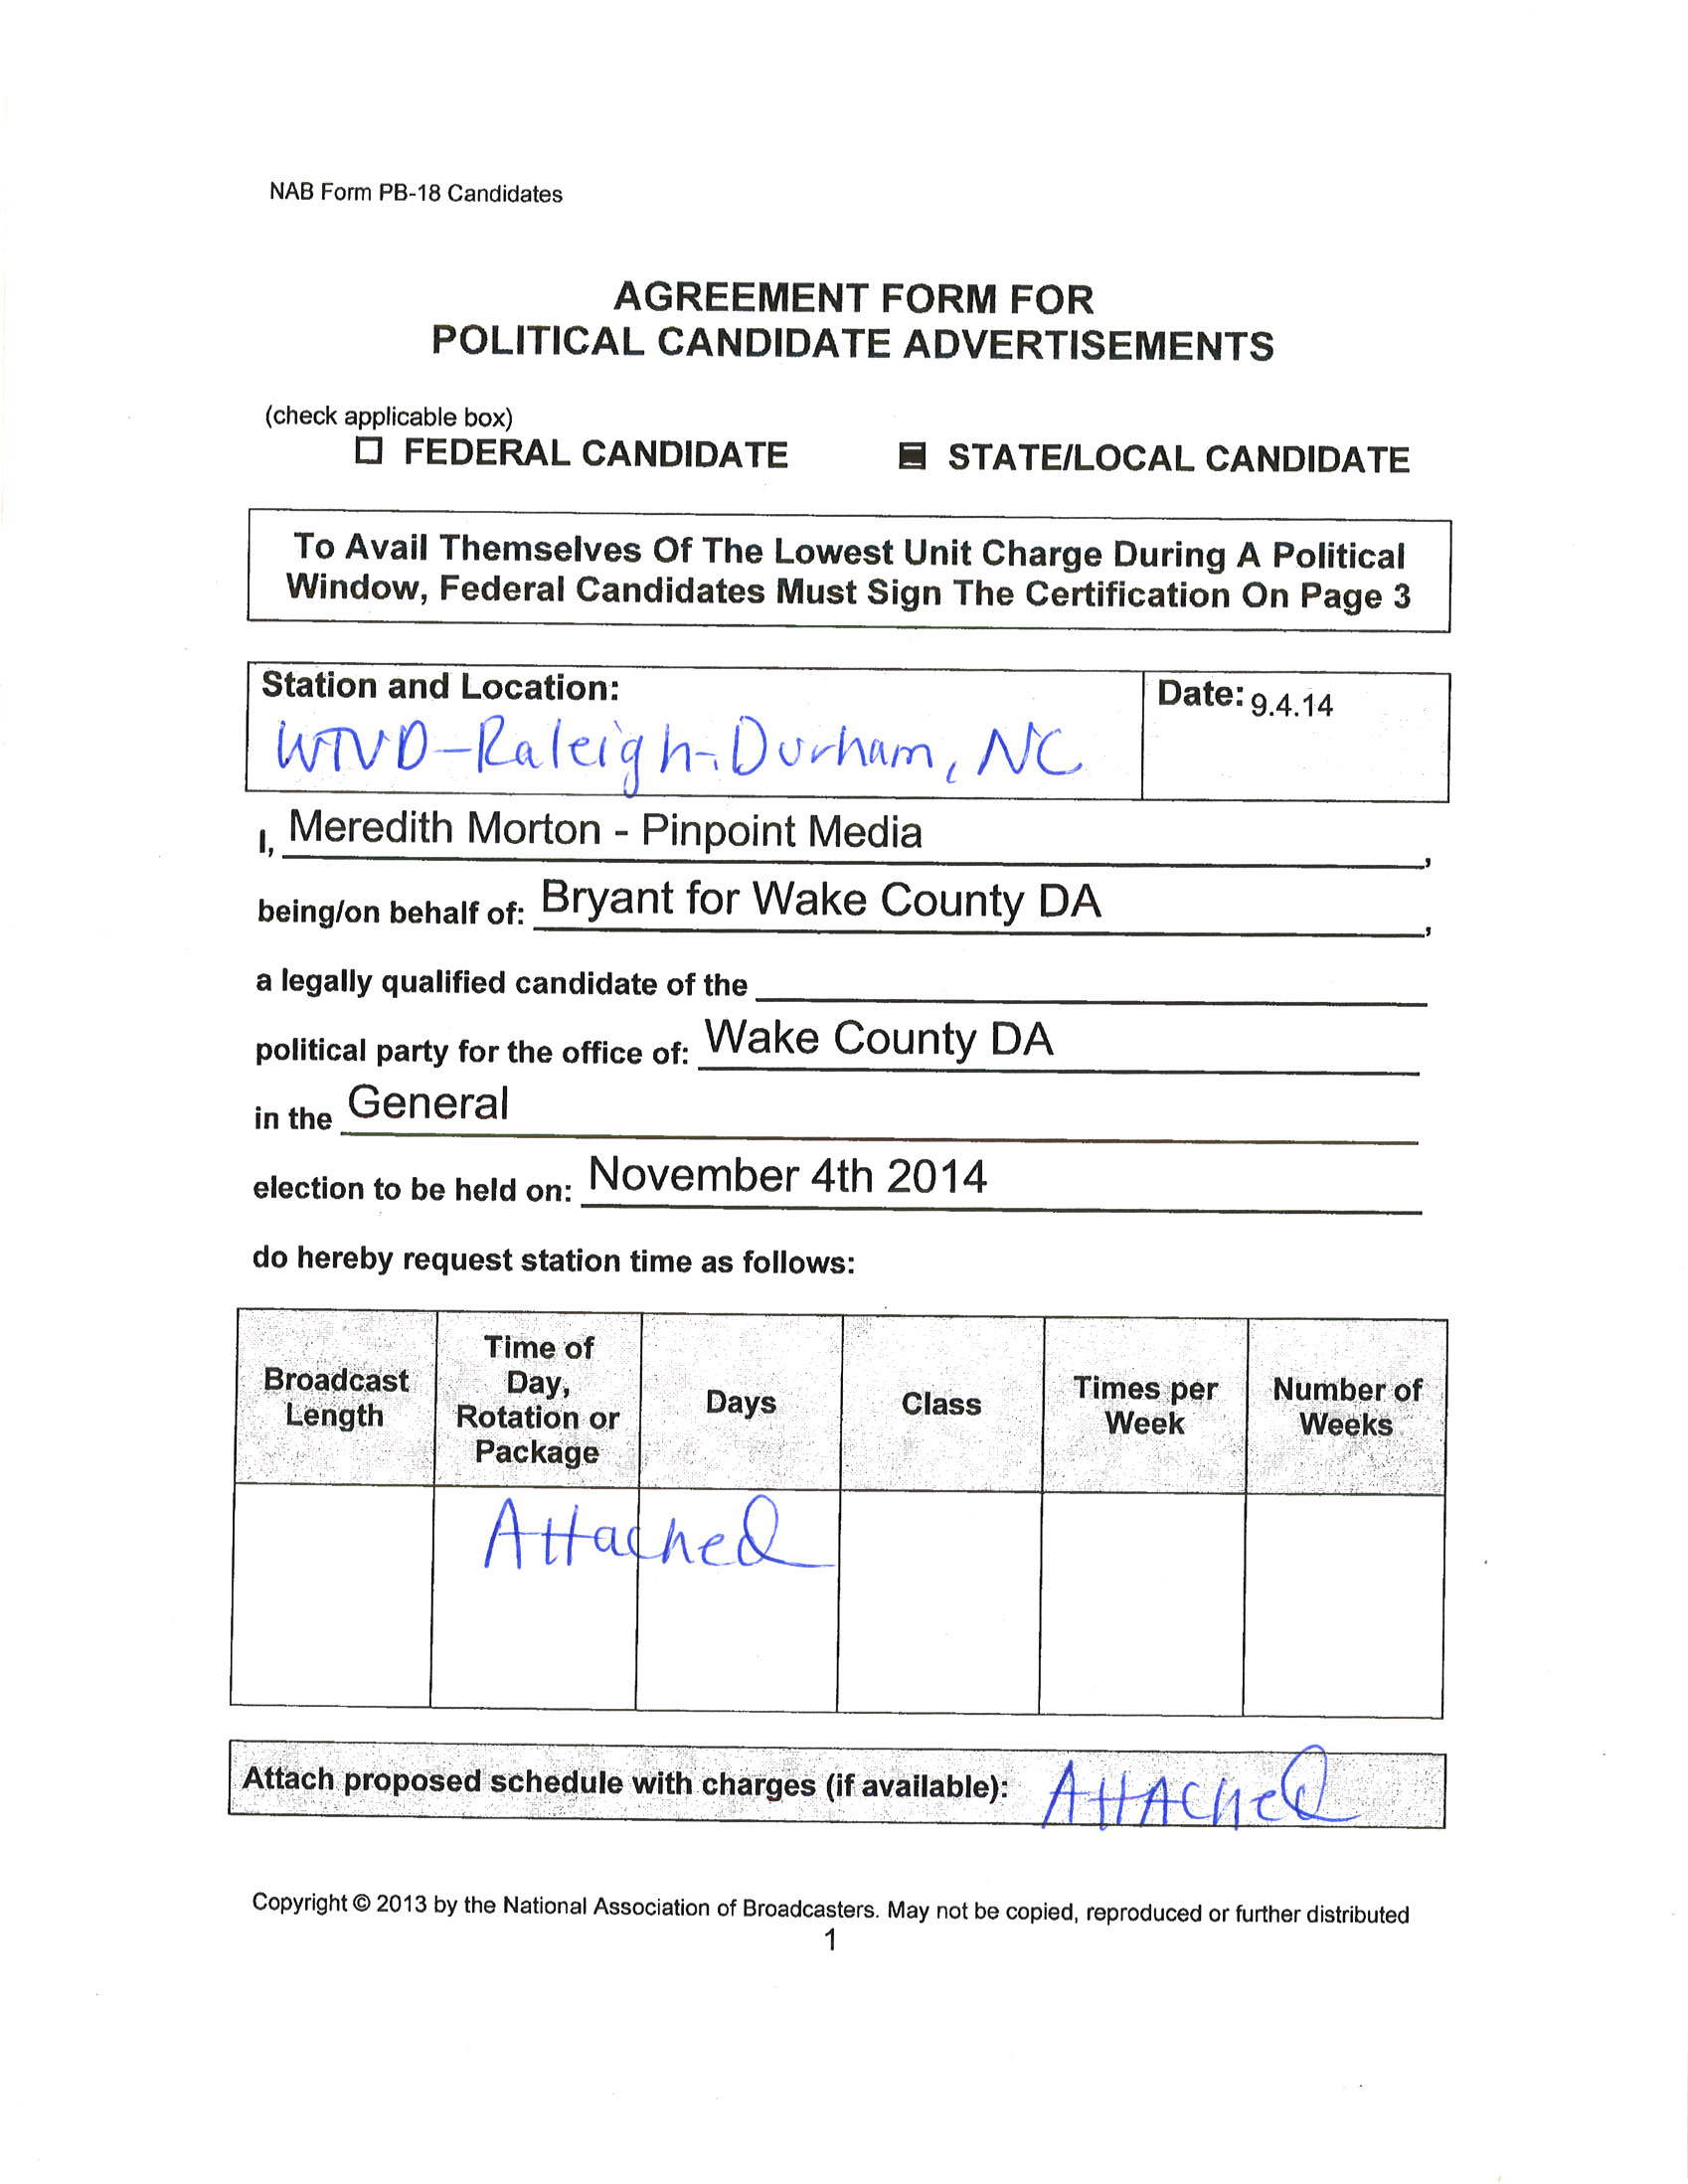 NAB Form PB-18 Candidates
AGREEMENT FORM FOR
POLITICAL CANDIDATE ADVERTISEMENTS
(check applicable box)
☐ FEDERAL CANDIDATE ☒ STATE/LOCAL CANDIDATE
To Avail Themselves Of The Lowest Unit Charge During A Political
Window, Federal Candidates Must Sign The Certification On Page 3
Station and Location: Date: 9.4.14
WTVD-Raleigh-Durham, NC
I, Meredith Morton - Pinpoint Media,
being/on behalf of: Bryant for Wake County DA,
a legally qualified candidate of the
political party for the office of: Wake County DA
in the General
election to be held on: November 4th 2014
do hereby request station time as follows:
Broadcast Length Time of Day, Rotation or Package Days Class Times per Week Number of Weeks
Attached
Attach proposed schedule with charges (if available): Attached
Copyright © 2013 by the National Association of Broadcasters. May not be copied, reproduced or further distributed
1